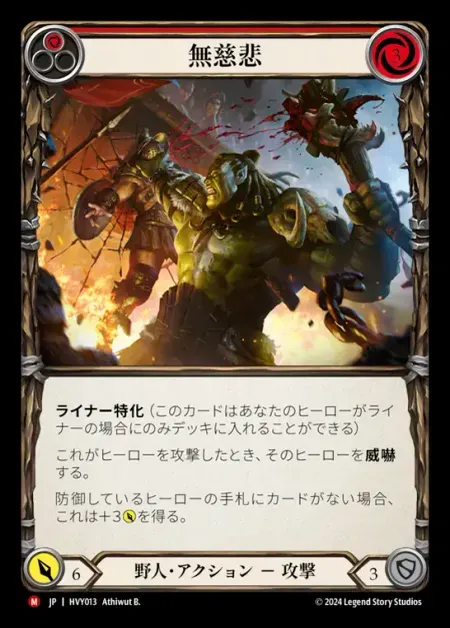 無慈悲
3
ライナー特化（このカードはあなたのヒーローがライ
ナーの場合にのみデッキに入れることができる）
これがヒーローを攻撃したとき、そのヒーローを威嚇
する。
防御しているヒーローの手札にカードがない場合、
これは＋3を得る。
6
野人・アクション － 攻撃
3
M JP | HVY013 Athiwut B.
© 2024 Legend Story Studios